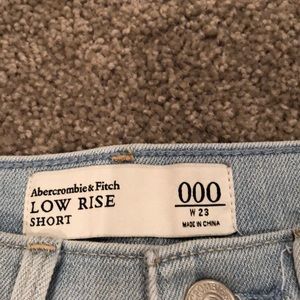 Abercrombie & Fitch
LOW RISE
SHORT
000
W 23
MADE IN CHINA